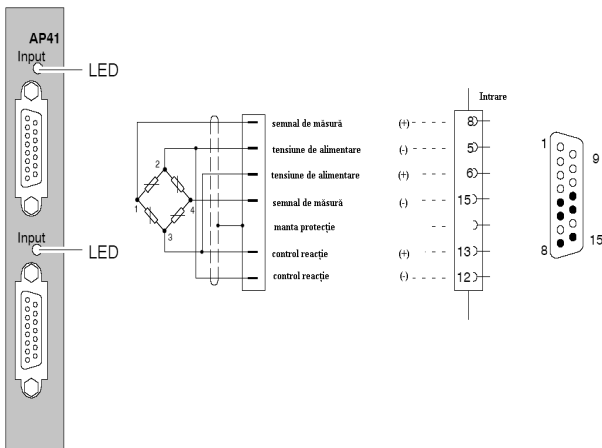 AP41
Input
LED
Input
LED
2
1
4
3
Intrare
semnal de măsură (+) 8
tensiune de alimentare (-) 5
tensiune de alimentare (+) 6
semnal de măsură (-) 15
manta protecție
control reacție (+) 13
control reacție (-) 12
1
9
8
15